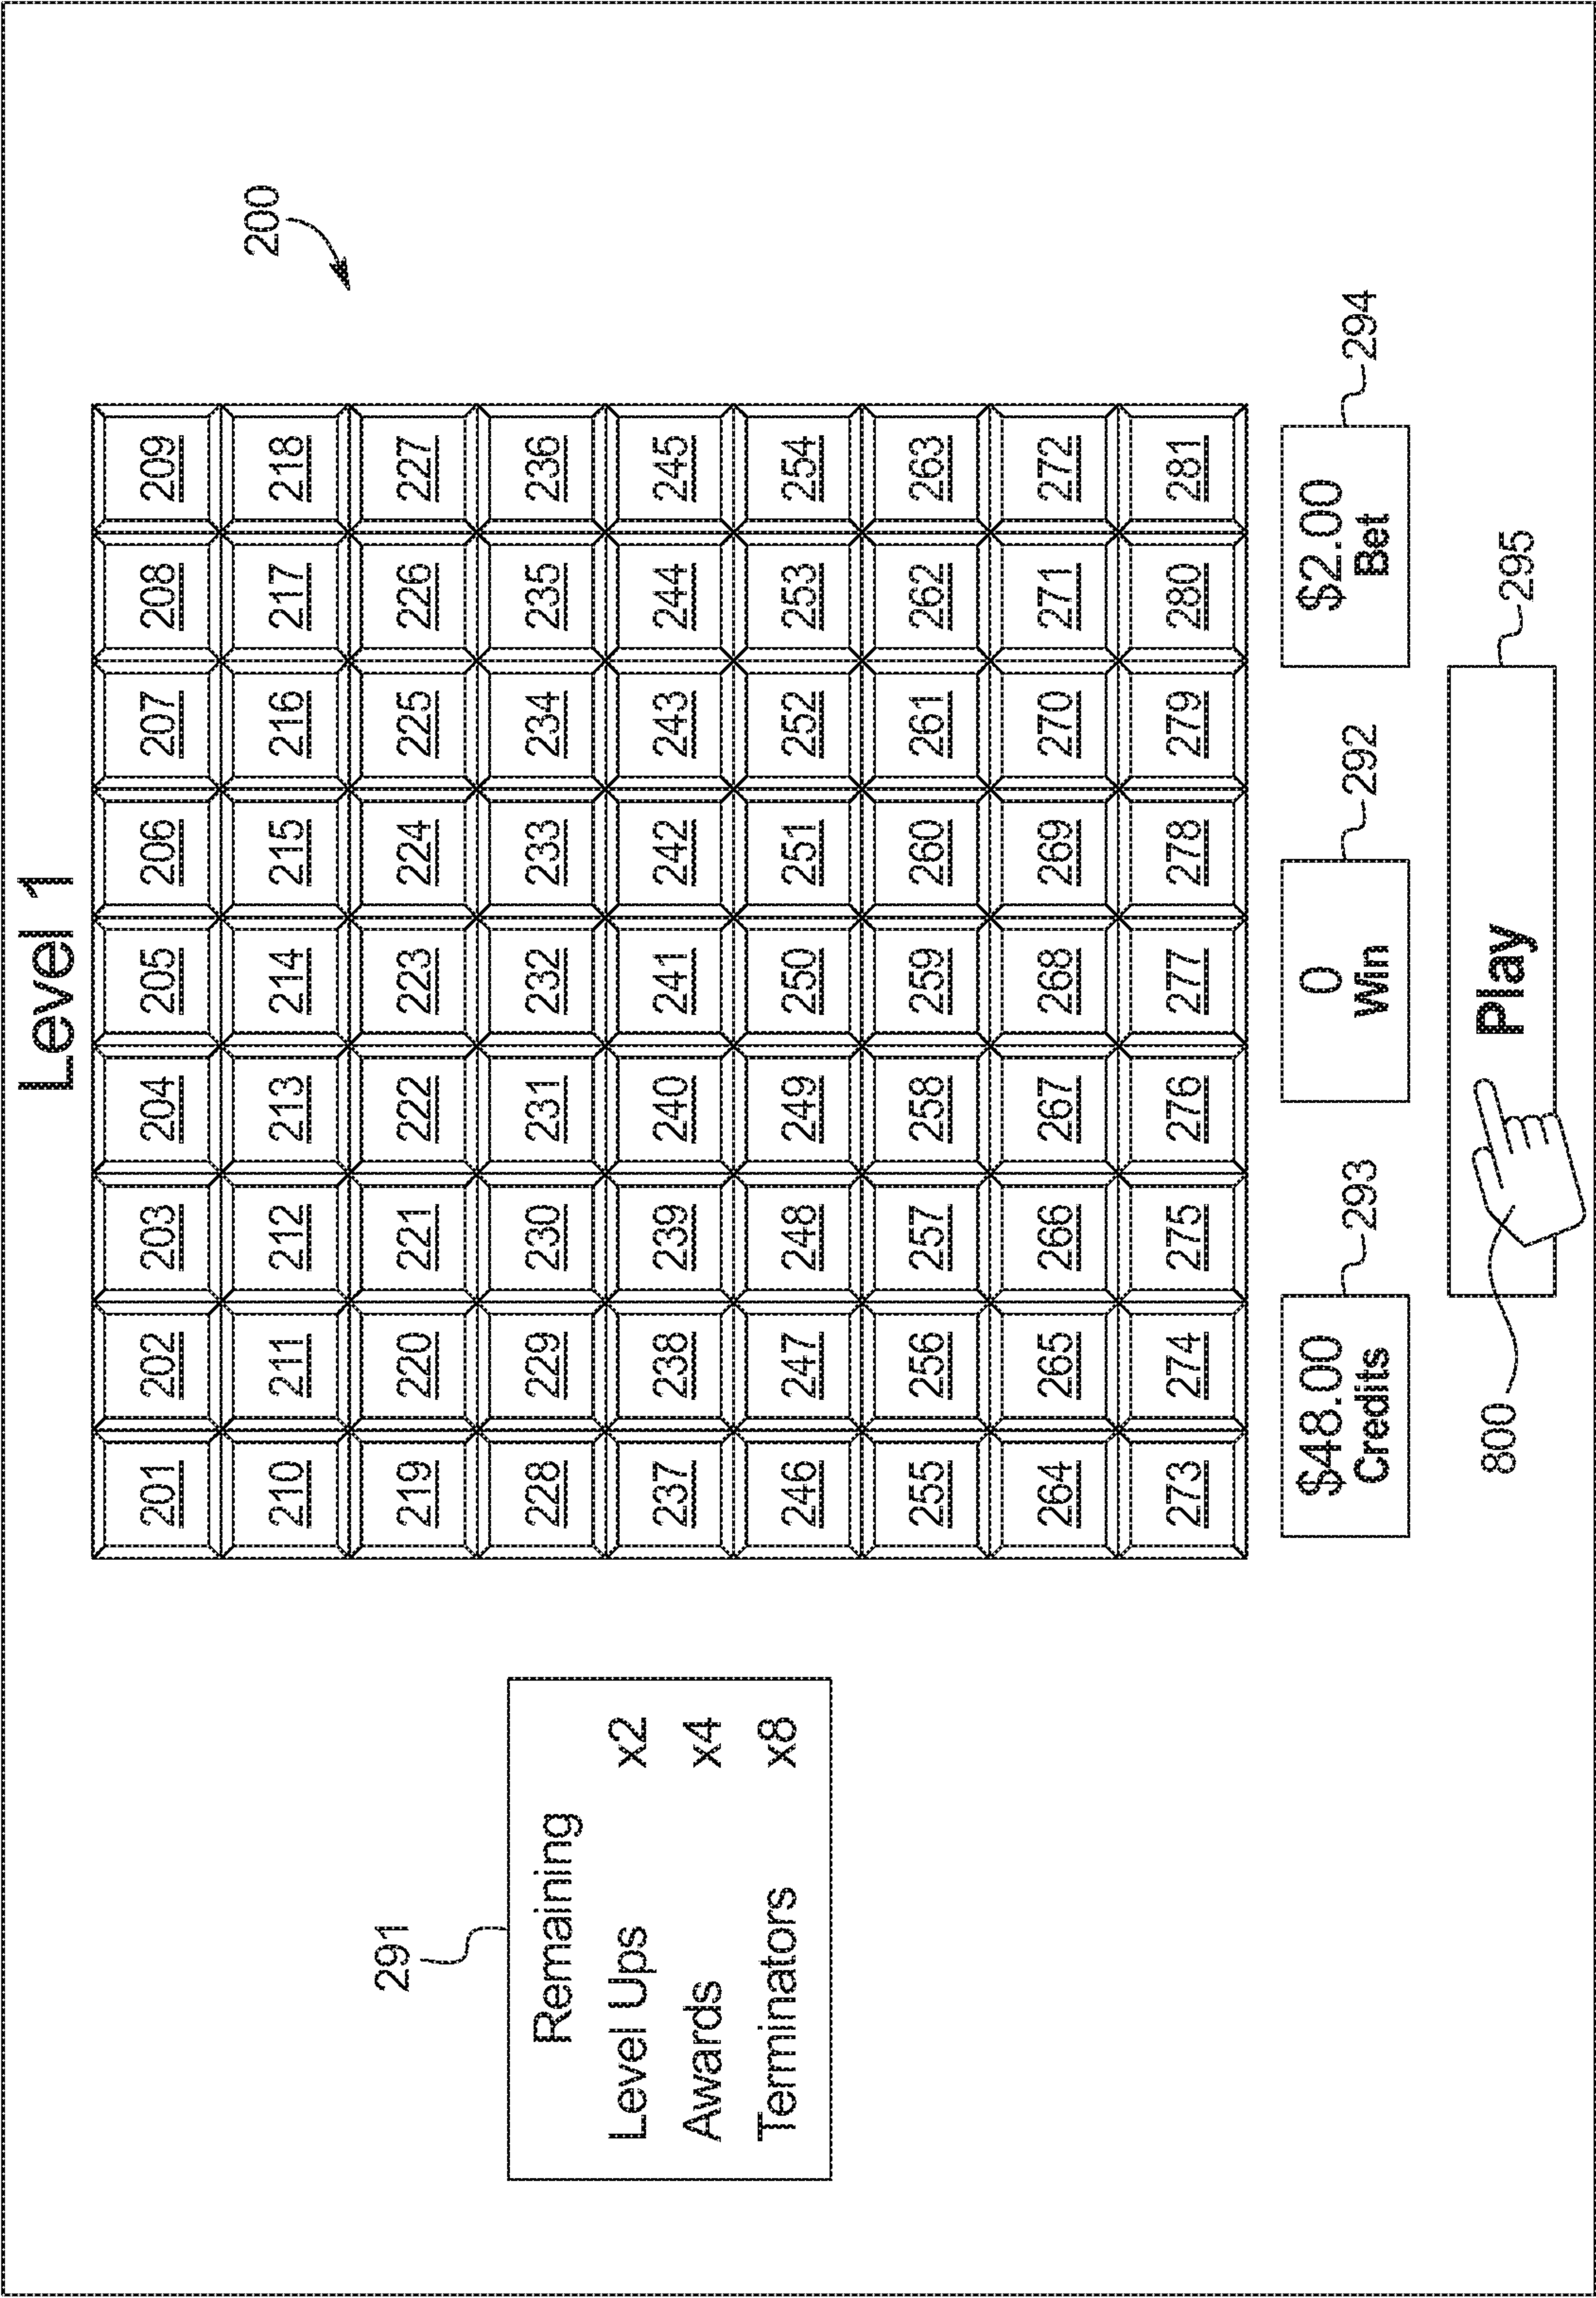 Level 1
200
201 202 203 204 205 206 207 208 209
210 211 212 213 214 215 216 217 218
219 220 221 222 223 224 225 226 227
228 229 230 231 232 233 234 235 236
237 238 239 240 241 242 243 244 245
246 247 248 249 250 251 252 253 254
255 256 257 258 259 260 261 262 263
264 265 266 267 268 269 270 271 272
273 274 275 276 277 278 279 280 281
291
Remaining
Level Ups x2
Awards x4
Terminators x8
$48.00
Credits
293
0
Win
292
$2.00
Bet
294
Play
295
800